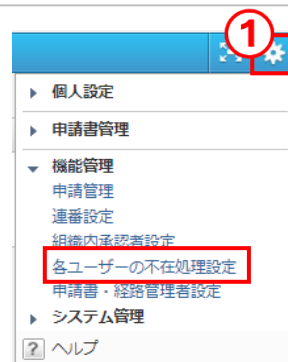 1
個人設定
申請書管理
機能管理
申請管理
連番設定
組織内承認者設定
各ユーザーの不在処理設定
申請書・経路管理者設定
システム管理
? ヘルプ